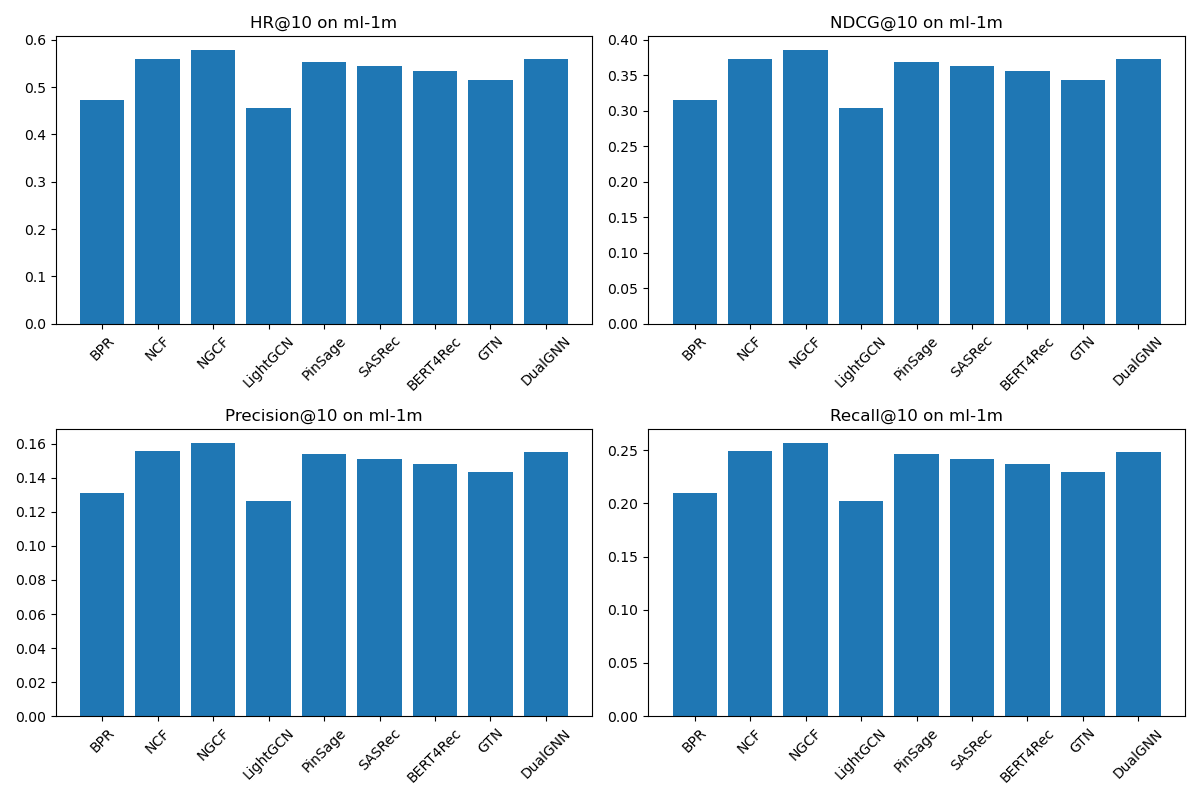 HR@10 on ml-1m
0.6
0.5
0.4
0.3
0.2
0.1
0.0
BPR
NCF
NGCF
LightGCN
PinSage
SASRec
BERT4Rec
GTN
DualGNN
NDCG@10 on ml-1m
0.40
0.35
0.30
0.25
0.20
0.15
0.10
0.05
0.00
BPR
NCF
NGCF
LightGCN
PinSage
SASRec
BERT4Rec
GTN
DualGNN
Precision@10 on ml-1m
0.16
0.14
0.12
0.10
0.08
0.06
0.04
0.02
0.00
BPR
NCF
NGCF
LightGCN
PinSage
SASRec
BERT4Rec
GTN
DualGNN
Recall@10 on ml-1m
0.25
0.20
0.15
0.10
0.05
0.00
BPR
NCF
NGCF
LightGCN
PinSage
SASRec
BERT4Rec
GTN
DualGNN